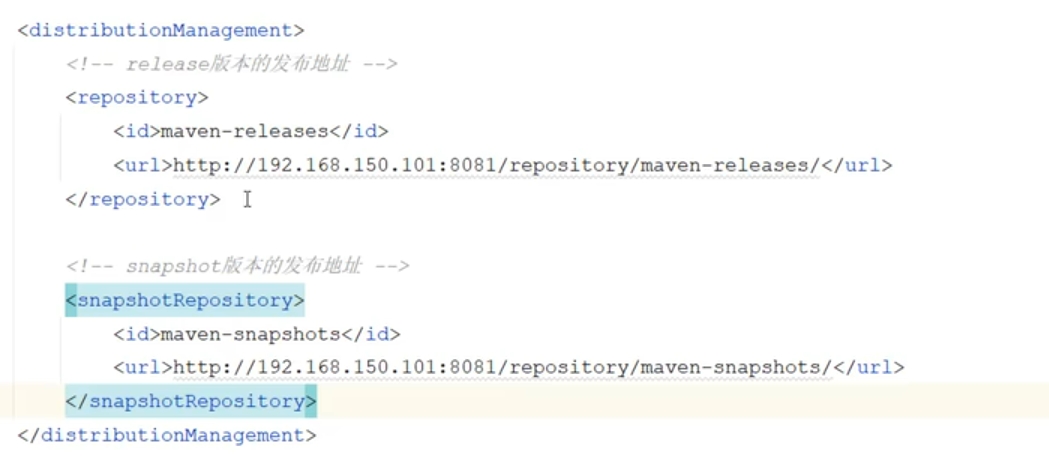 <distributionManagement>
<!-- release版本的发布地址 -->
<repository>
<id>maven-releases</id>
<url>http://192.168.150.101:8081/repository/maven-releases/</url>
</repository>
<!-- snapshot版本的发布地址 -->
<snapshotRepository>
<id>maven-snapshots</id>
<url>http://192.168.150.101:8081/repository/maven-snapshots/</url>
</snapshotRepository>
</distributionManagement>